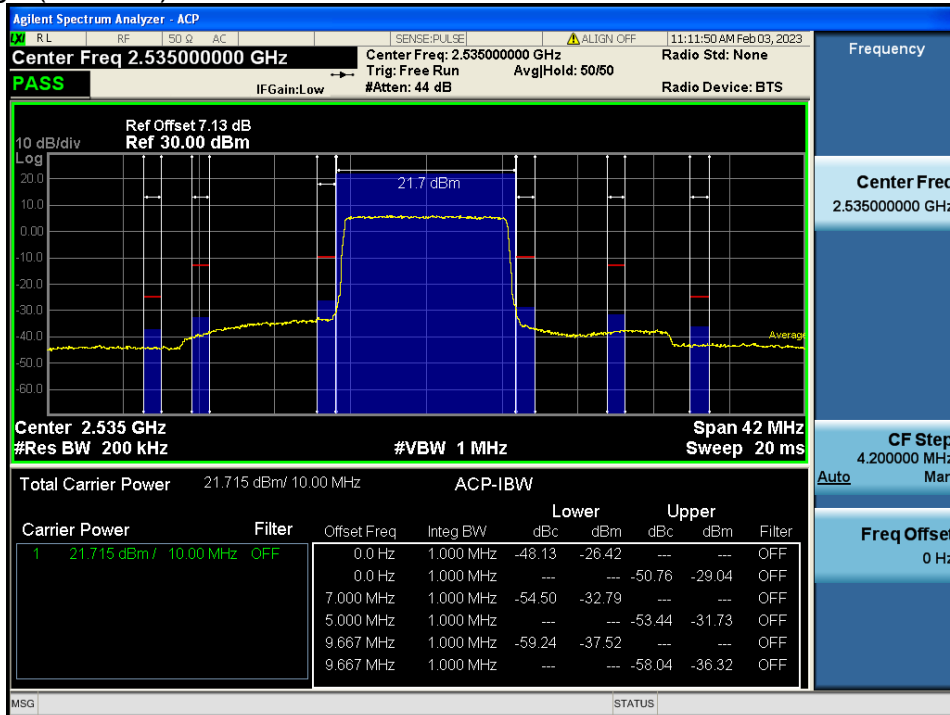 Agilent Spectrum Analyzer - ACP
LXI RL RF 50 Ω AC SENSE:PULSE ALIGN OFF 11:11:50 AM Feb 03, 2023
Center Freq 2.535000000 GHz
Center Freq: 2.535000000 GHz Radio Std: None
Trig: Free Run Avg|Hold: 50/50
PASS
IFGain:Low #Atten: 44 dB Radio Device: BTS
Ref Offset 7.13 dB
10 dB/div Ref 30.00 dBm
Log
20.0
21.7 dBm
10.0
0.00
-10.0
-20.0
-30.0
-40.0
Average
-50.0
-60.0
Center 2.535 GHz Span 42 MHz
#Res BW 200 kHz #VBW 1 MHz Sweep 20 ms
Total Carrier Power 21.715 dBm/ 10.00 MHz ACP-IBW
Lower Upper
Carrier Power Filter Offset Freq Integ BW dBc dBm dBc dBm Filter
1 21.715 dBm / 10.00 MHz OFF 0.0 Hz 1.000 MHz -48.13 -26.42 --- --- OFF
0.0 Hz 1.000 MHz --- --- -50.76 -29.04 OFF
7.000 MHz 1.000 MHz -54.50 -32.79 --- --- OFF
5.000 MHz 1.000 MHz --- --- -53.44 -31.73 OFF
9.667 MHz 1.000 MHz -59.24 -37.52 --- --- OFF
9.667 MHz 1.000 MHz --- --- -58.04 -36.32 OFF
MSG STATUS
Frequency
Center Freq
2.535000000 GHz
CF Step
4.200000 MHz
Auto Man
Freq Offset
0 Hz